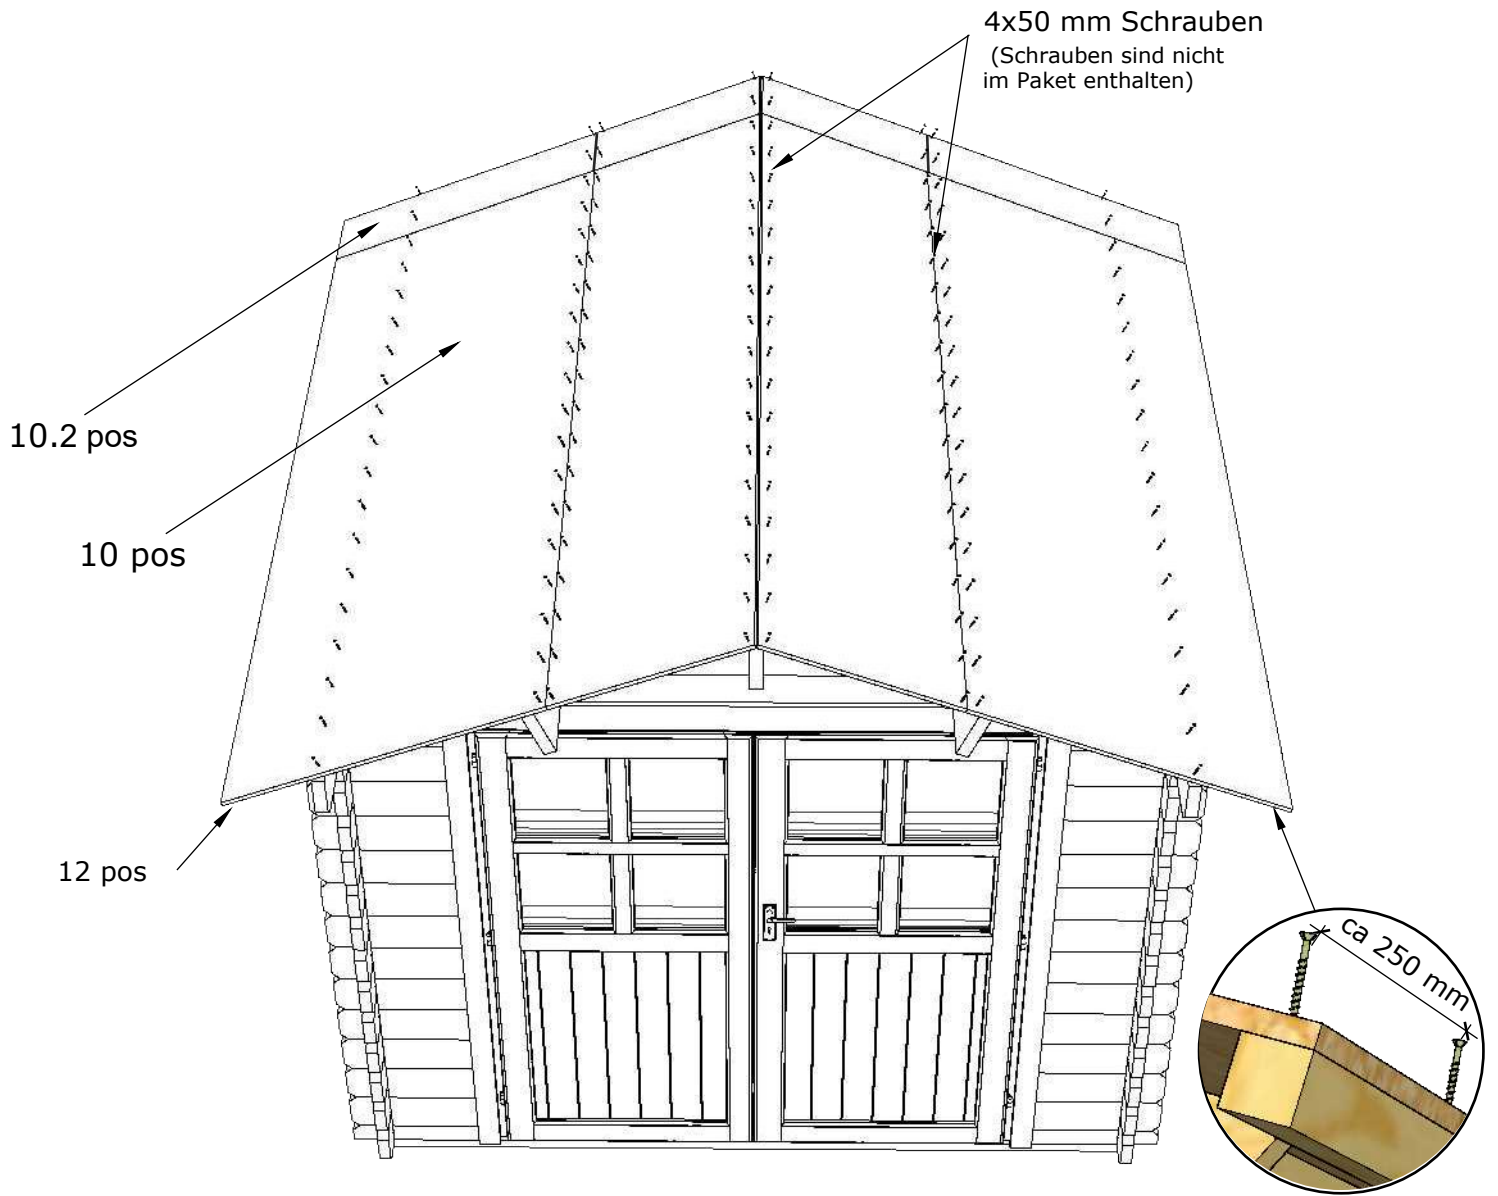 4x50 mm Schrauben
(Schrauben sind nicht
im Paket enthalten)
10.2 pos
10 pos
12 pos
ca 250 mm